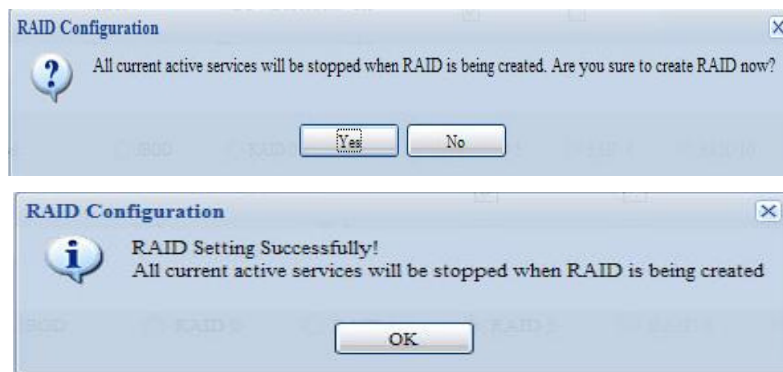 RAID Configuration
All current active services will be stopped when RAID is being created. Are you sure to create RAID now?
Yes
No
RAID Configuration
RAID Setting Successfully!
All current active services will be stopped when RAID is being created
OK